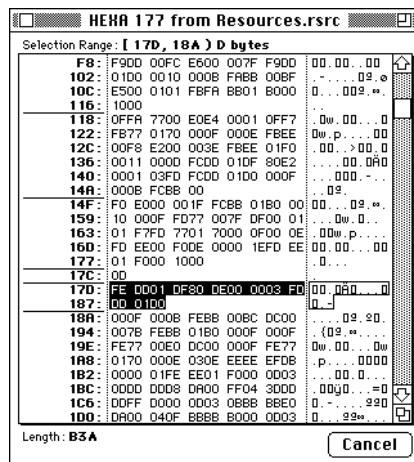 HEXA 177 from Resources.rsrc
Selection Range: [ 17D, 18A ) D bytes
F8: F9DD 00FC E600 007F F9DD
102: 01D0 0010 000B FABB 00BF
10C: E500 0101 FBFA BB01 B000
116: 1000
118: 0FFA 7700 E0E4 0001 0FF7
122: FB77 0170 000F 000E FBEE
12C: 00F8 E200 003E FBEE 01F0
136: 0011 000D FCDD 01DF 80E2
140: 0001 03FD FCDD 01D0 000F
14A: 000B FCBB 00
14F: F0 E000 001F FCBB 01B0 00
159: 10 000F FD77 007F DF00 01
163: 01 F7FD 7701 7000 0F00 0E
16D: FD EE00 F0DE 0000 1EFD EE
177: 01 F000 1000
17C: 0D
17D: FE DD01 DF80 DE00 0003 FD
187: DD 01D0
18A: 000F 000B FEBB 00BC DC00
194: 007B FEBB 01B0 000F 000F
19E: FE77 00E0 DC00 000F FE77
1A8: 0170 000E 030E EEEE EFDB
1B2: 0000 01FE EE01 F000 0D03
1BC: 0DDD DDD8 DA00 FF04 3DDD
1C6: DDFF D000 0D03 0BBB BBE0
1D0: DA00 040F BBBB B000 0D03
Length: B3A
Cancel